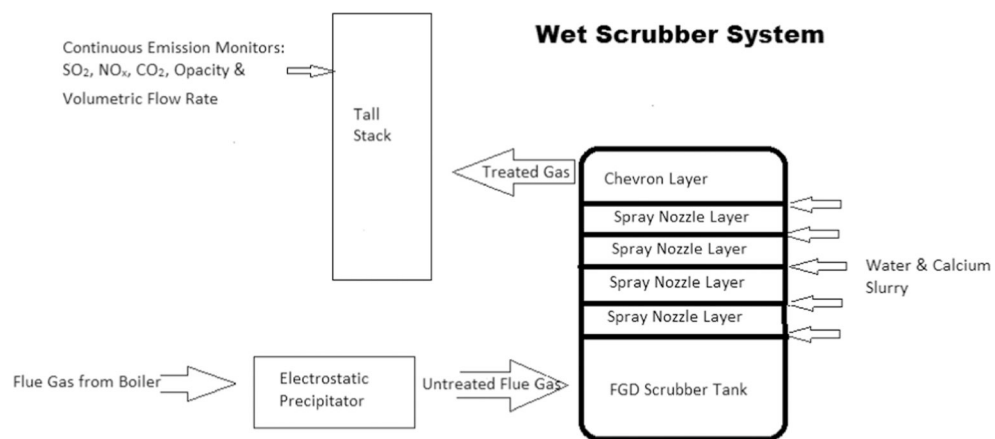 Wet Scrubber System
Continuous Emission Monitors:
SO₂, NOₓ, CO₂, Opacity &
Volumetric Flow Rate
Tall
Stack
Treated Gas
Chevron Layer
Spray Nozzle Layer
Spray Nozzle Layer
Spray Nozzle Layer
Spray Nozzle Layer
Water & Calcium
Slurry
Flue Gas from Boiler
Electrostatic
Precipitator
Untreated Flue Gas
FGD Scrubber Tank